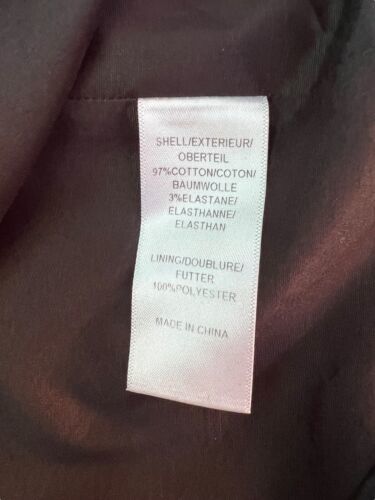 SHELL/EXTERIEUR/
OBERTEIL
97%COTTON/COTON/
BAUMWOLLE
3%ELASTANE/
ELASTHANNE/
ELASTHAN
LINING/DOUBLURE/
FUTTER
100%POLYESTER
MADE IN CHINA